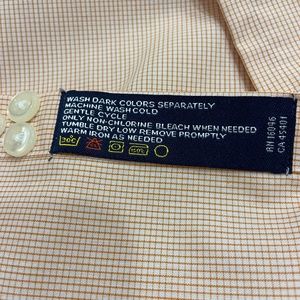 WASH DARK COLORS SEPARATELY
MACHINE WASH COLD
GENTLE CYCLE
ONLY NON-CHLORINE BLEACH WHEN NEEDED
TUMBLE DRY LOW REMOVE PROMPTLY
WARM IRON AS NEEDED
RN 16096
CA 45401